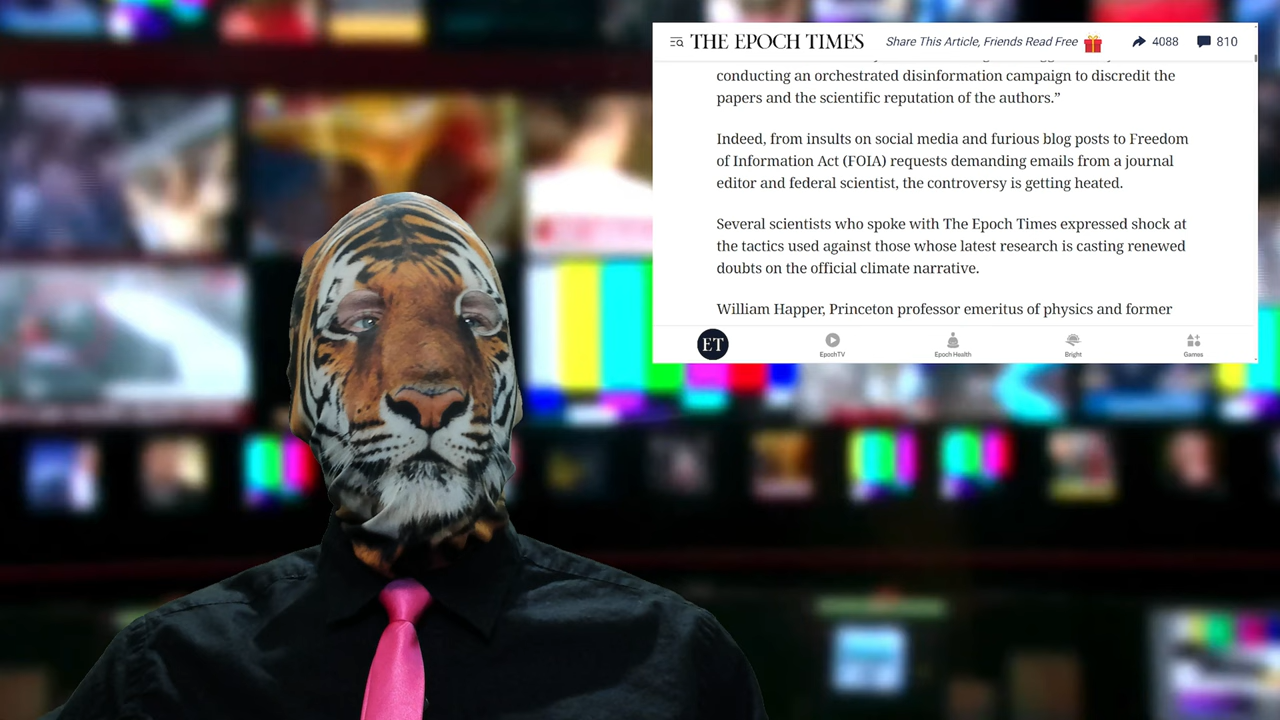 THE EPOCH TIMES
Share This Article, Friends Read Free
4088
810
conducting an orchestrated disinformation campaign to discredit the
papers and the scientific reputation of the authors.”
Indeed, from insults on social media and furious blog posts to Freedom
of Information Act (FOIA) requests demanding emails from a journal
editor and federal scientist, the controversy is getting heated.
Several scientists who spoke with The Epoch Times expressed shock at
the tactics used against those whose latest research is casting renewed
doubts on the official climate narrative.
William Happer, Princeton professor emeritus of physics and former
ET
EpochTV
Epoch Health
Bright
Games